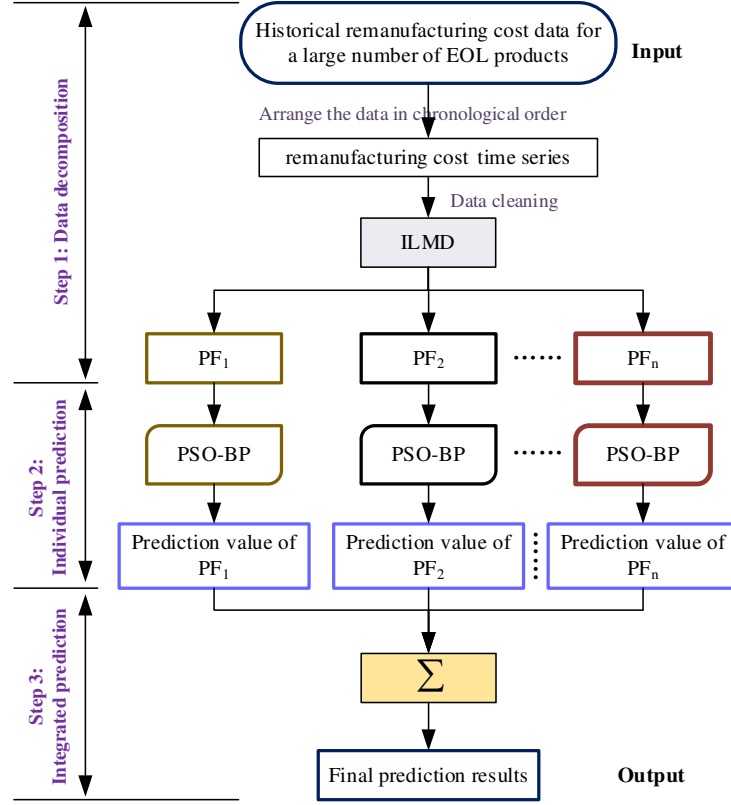 Historical remanufacturing cost data for
a large number of EOL products
Input
Arrange the data in chronological order
remanufacturing cost time series
Data cleaning
ILMD
Step 1: Data decomposition
PF₁
PF₂
……
PFₙ
Step 2:
Individual prediction
PSO-BP
PSO-BP
……
PSO-BP
Prediction value of
PF₁
Prediction value of
PF₂
Prediction value of
PFₙ
Step 3:
Integrated prediction
Σ
Final prediction results
Output